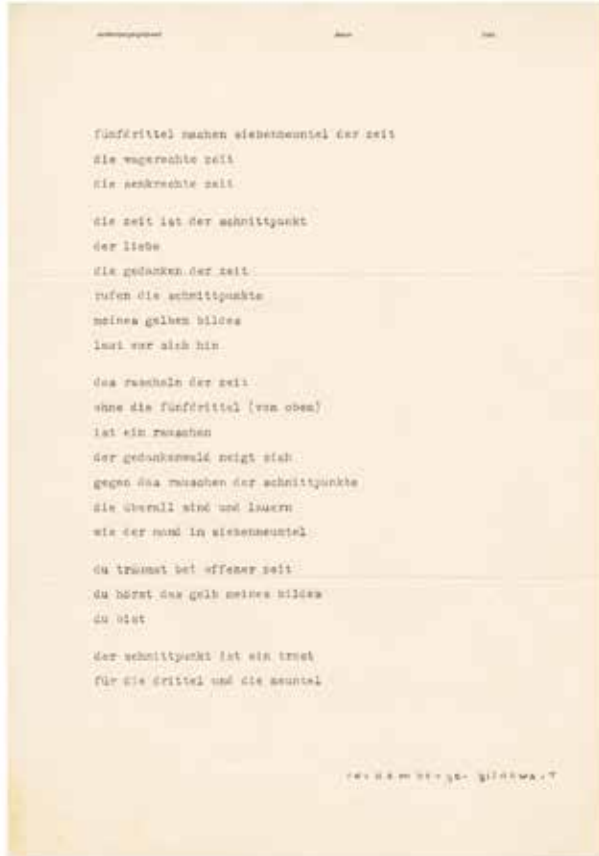 fünfdrittel machen siebenneuntel der zeit
die wagerechte zeit
die senkrechte zeit
die zeit ist der schnittpunkt
der liebe
die gedanken der zeit
rufen die schnittpunkte
meines gelben bildes
laut vor sich hin
das rascheln der zeit
ohne die fünfdrittel (von oben)
ist ein rauschen
der gedankenwald neigt sich
gegen das rauschen der schnittpunkte
die überall sind und lauern
wie der mond in siebenneuntel
du träumst bei offener zeit
du hörst das gelb meines bildes
du bist
der schnittpunkt ist ein trost
für die drittel und die neuntel
vordemberge-gildewart